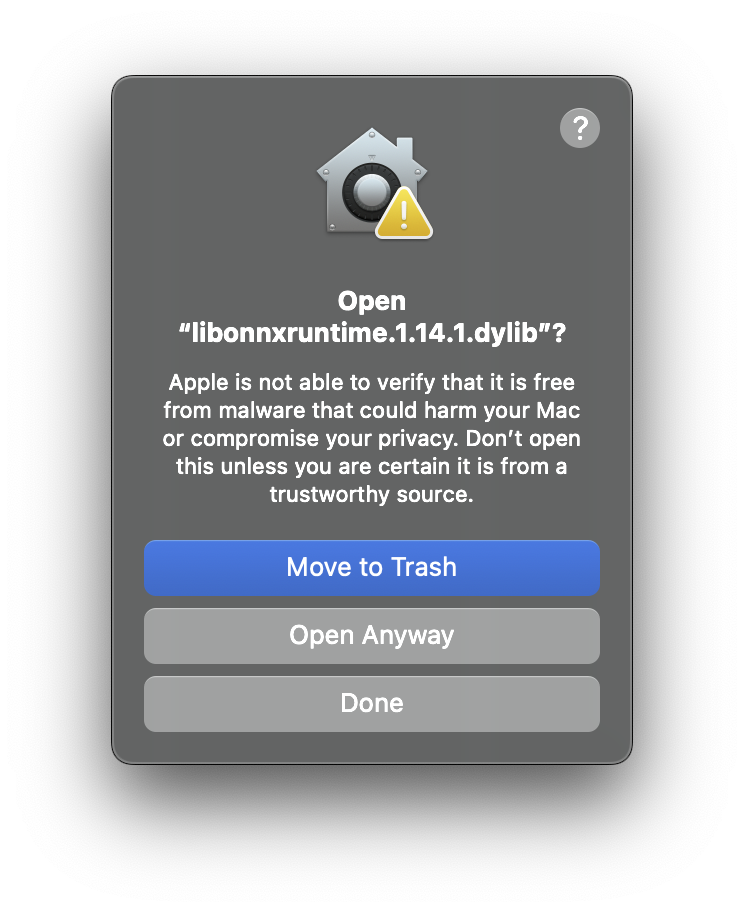 ?
Open
“libonnxruntime.1.14.1.dylib”?
Apple is not able to verify that it is free
from malware that could harm your Mac
or compromise your privacy. Don’t open
this unless you are certain it is from a
trustworthy source.
Move to Trash
Open Anyway
Done